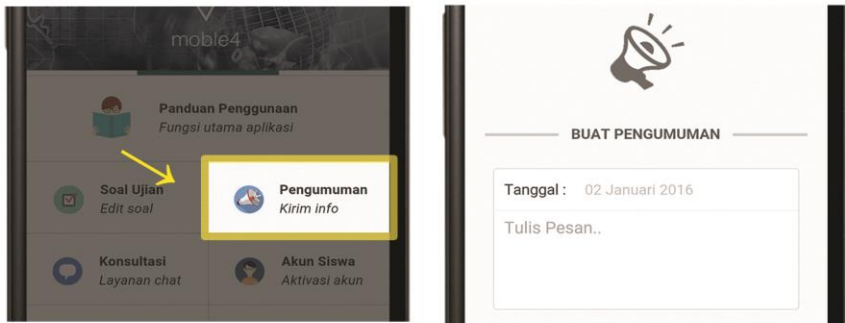 moble4
Panduan Penggunaan
Fungsi utama aplikasi
Soal Ujian
Edit soal
Pengumuman
Kirim info
Konsultasi
Layanan chat
Akun Siswa
Aktivasi akun
BUAT PENGUMUMAN
Tanggal : 02 Januari 2016
Tulis Pesan..